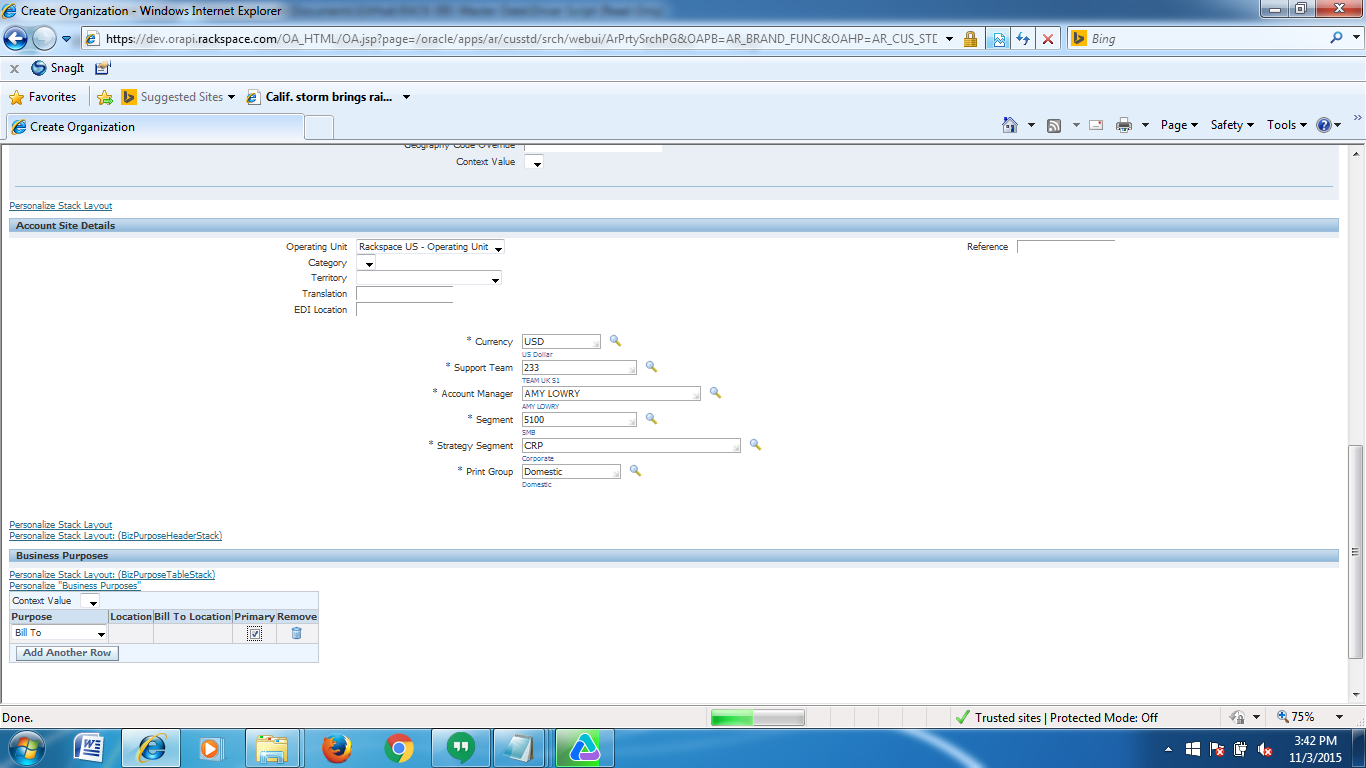 Create Organization - Windows Internet Explorer
https://dev.orapi.rackspace.com/OA_HTML/OA.jsp?page=/oracle/apps/ar/cusstd/srch/webui/ArPrtySrchPG&OAPB=AR_BRAND_FUNC&OAHP=AR_CUS_STD
Bing
x SnagIt
Favorites Suggested Sites Calif. storm brings rai...
Create Organization
Page Safety Tools
Geography Code Override
Context Value
Personalize Stack Layout
Account Site Details
Operating Unit Rackspace US - Operating Unit Reference
Category
Territory
Translation
EDI Location
* Currency USD
US Dollar
* Support Team 233
TEAM UK S1
* Account Manager AMY LOWRY
AMY LOWRY
* Segment 5100
SMB
* Strategy Segment CRP
Corporate
* Print Group Domestic
Domestic
Personalize Stack Layout
Personalize Stack Layout: (BizPurposeHeaderStack)
Business Purposes
Personalize Stack Layout: (BizPurposeTableStack)
Personalize "Business Purposes"
Context Value
Purpose Location Bill To Location Primary Remove
Bill To
Add Another Row
Done. Trusted sites | Protected Mode: Off 75%
3:42 PM
11/3/2015